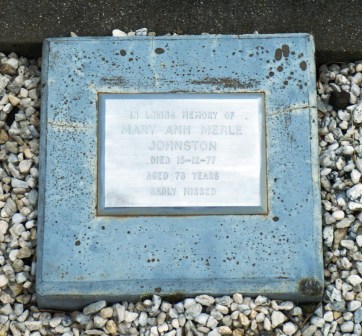 IN LOVING MEMORY OF
MARY ANN MERLE
JOHNSTON
DIED 15-12-77
AGED 78 YEARS
SADLY MISSED